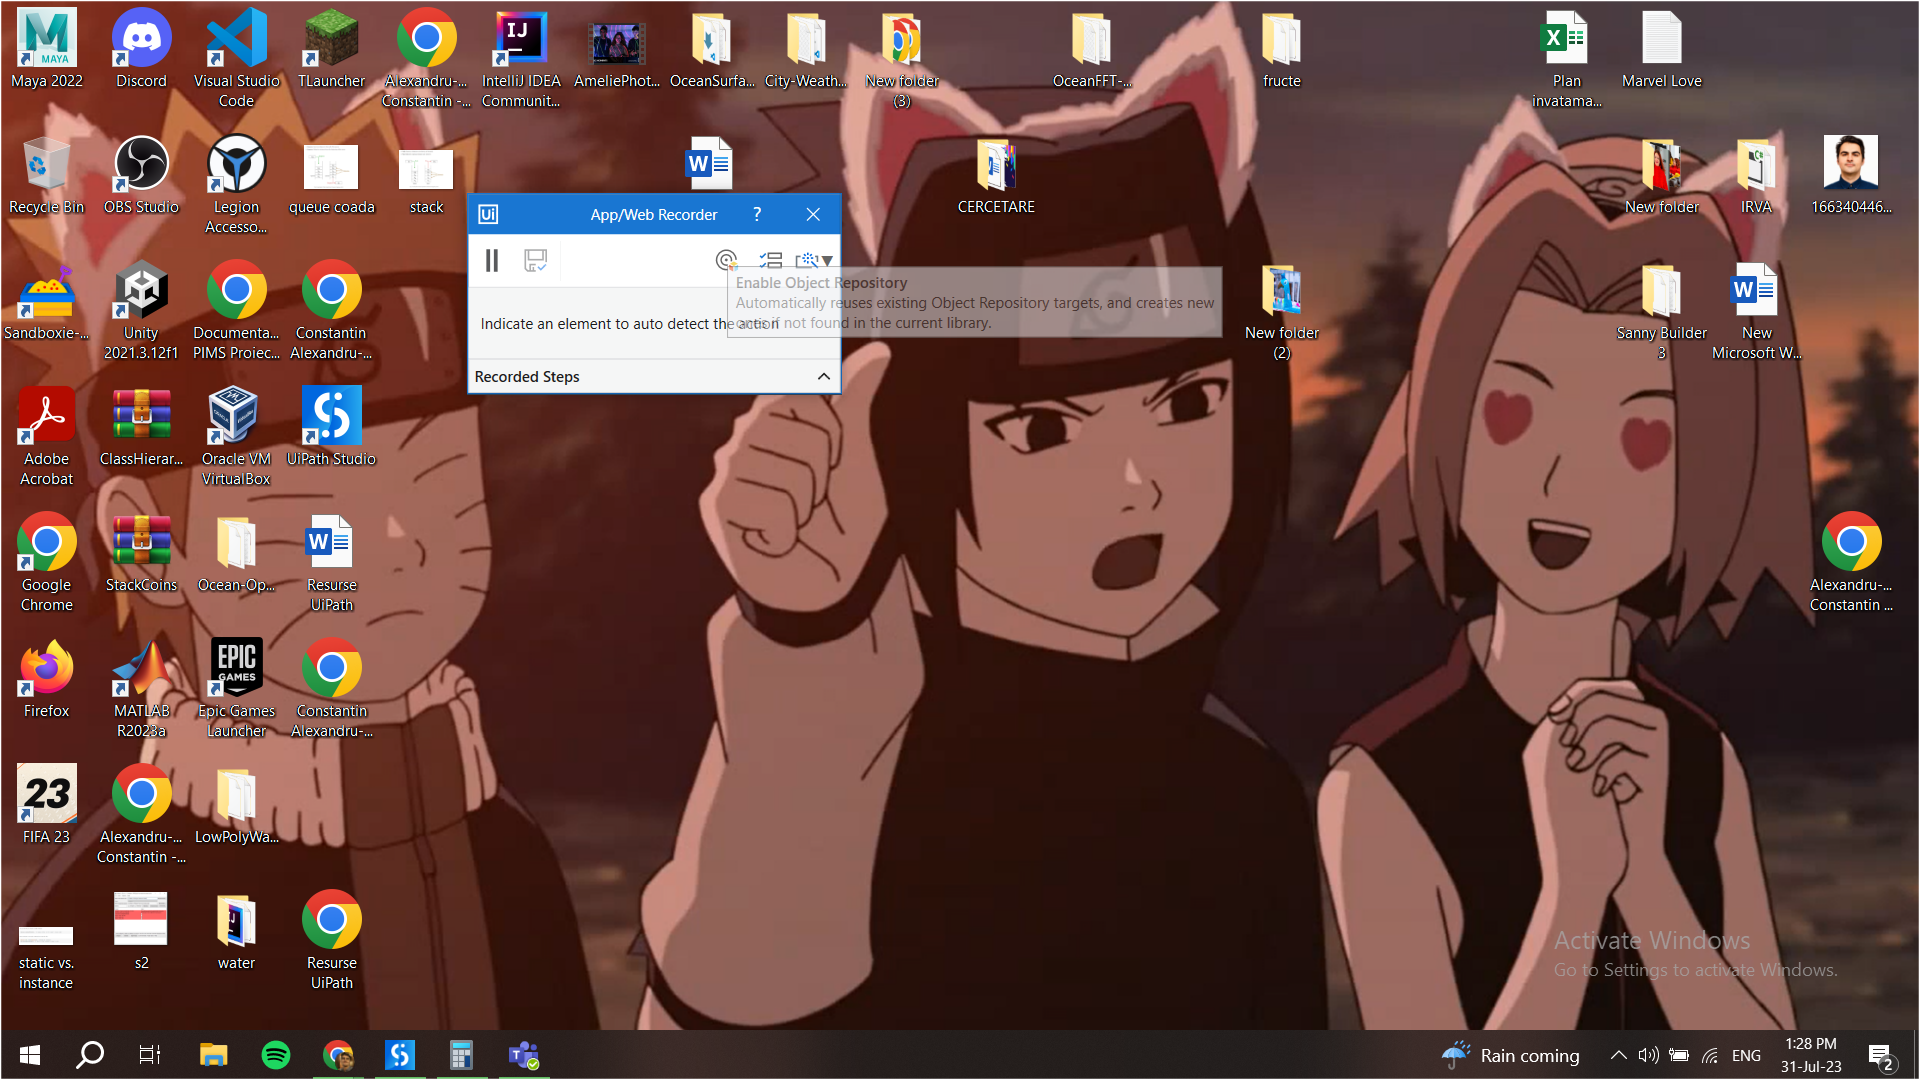 Maya 2022
Discord
Visual Studio
Code
TLauncher
Alexandru-...
Constantin -...
IntelliJ IDEA
Communit...
AmeliePhot...
OceanSurfa...
City-Weath...
New folder
(3)
OceanFFT-...
fructe
Plan
invatama...
Marvel Love
Recycle Bin
OBS Studio
Legion
Accesso...
queue coada
stack
CERCETARE
New folder
IRVA
166340446...
Ui
App/Web Recorder
?
Enable Object Repository
Automatically reuses existing Object Repository targets, and creates new
ones if not found in the current library.
Indicate an element to auto detect the action
Recorded Steps
Sandboxie-...
Unity
2021.3.12f1
Documenta...
PIMS Proiec...
Constantin
Alexandru-...
New folder
(2)
Sanny Builder
3
New
Microsoft W...
Adobe
Acrobat
ClassHierar...
Oracle VM
VirtualBox
UiPath Studio
Google
Chrome
StackCoins
Ocean-Op...
Resurse
UiPath
Alexandru-...
Constantin ...
Firefox
MATLAB
R2023a
EPIC
GAMES
Epic Games
Launcher
Constantin
Alexandru-...
23
FIFA 23
Alexandru-...
Constantin -...
LowPolyWa...
static vs.
instance
s2
water
Resurse
UiPath
Activate Windows
Go to Settings to activate Windows.
Rain coming
ENG
1:28 PM
31-Jul-23
2